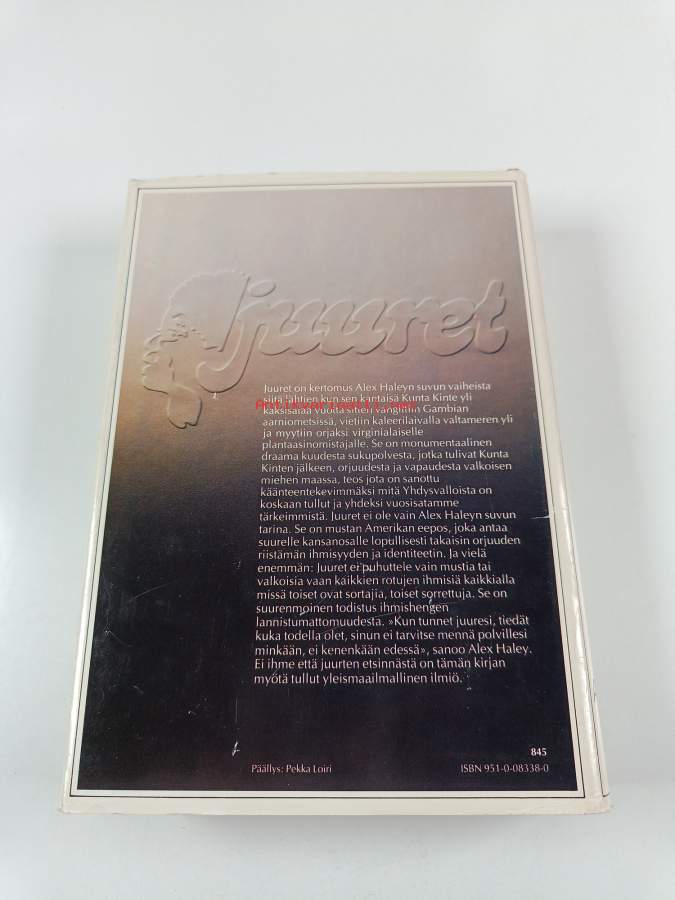 juuret
Juuret on kertomus Alex Haleyn suvun vaiheista
siitä lähtien kun sen kantaisä Kunta Kinte yli
kaksisataa vuotta sitten vangittiin Gambian
aarniometsissä, vietiin kaleerilaivalla valtameren yli
ja myytiin orjaksi virginialaiselle
plantaasinomistajalle. Se on monumentaalinen
draama kuudesta sukupolvesta, jotka tulivat Kunta
Kinten jälkeen, orjuudesta ja vapaudesta valkoisen
miehen maassa, teos jota on sanottu
käänteentekevimmäksi mitä Yhdysvalloista on
koskaan tullut ja yhdeksi vuosisatamme
tärkeimmistä. Juuret ei ole vain Alex Haleyn suvun
tarina. Se on mustan Amerikan eepos, joka antaa
suurelle kansanosalle lopullisesti takaisin orjuuden
riistämän ihmisyyden ja identiteetin. Ja vielä
enemmän: Juuret ei puhuttele vain mustia tai
valkoisia vaan kaikkien rotujen ihmisiä kaikkialla
missä toiset ovat sortajia, toiset sorrettuja. Se on
suurenmoinen todistus ihmishengen
lannistumattomuudesta. »Kun tunnet juuresi, tiedät
kuka todella olet, sinun ei tarvitse mennä polvillesi
minkään, ei kenenkään edessä», sanoo Alex Haley.
Ei ihme että juurten etsinnästä on tämän kirjan
myötä tullut yleismaailmallinen ilmiö.
845
Päällys: Pekka Loiri ISBN 951-0-08338-0